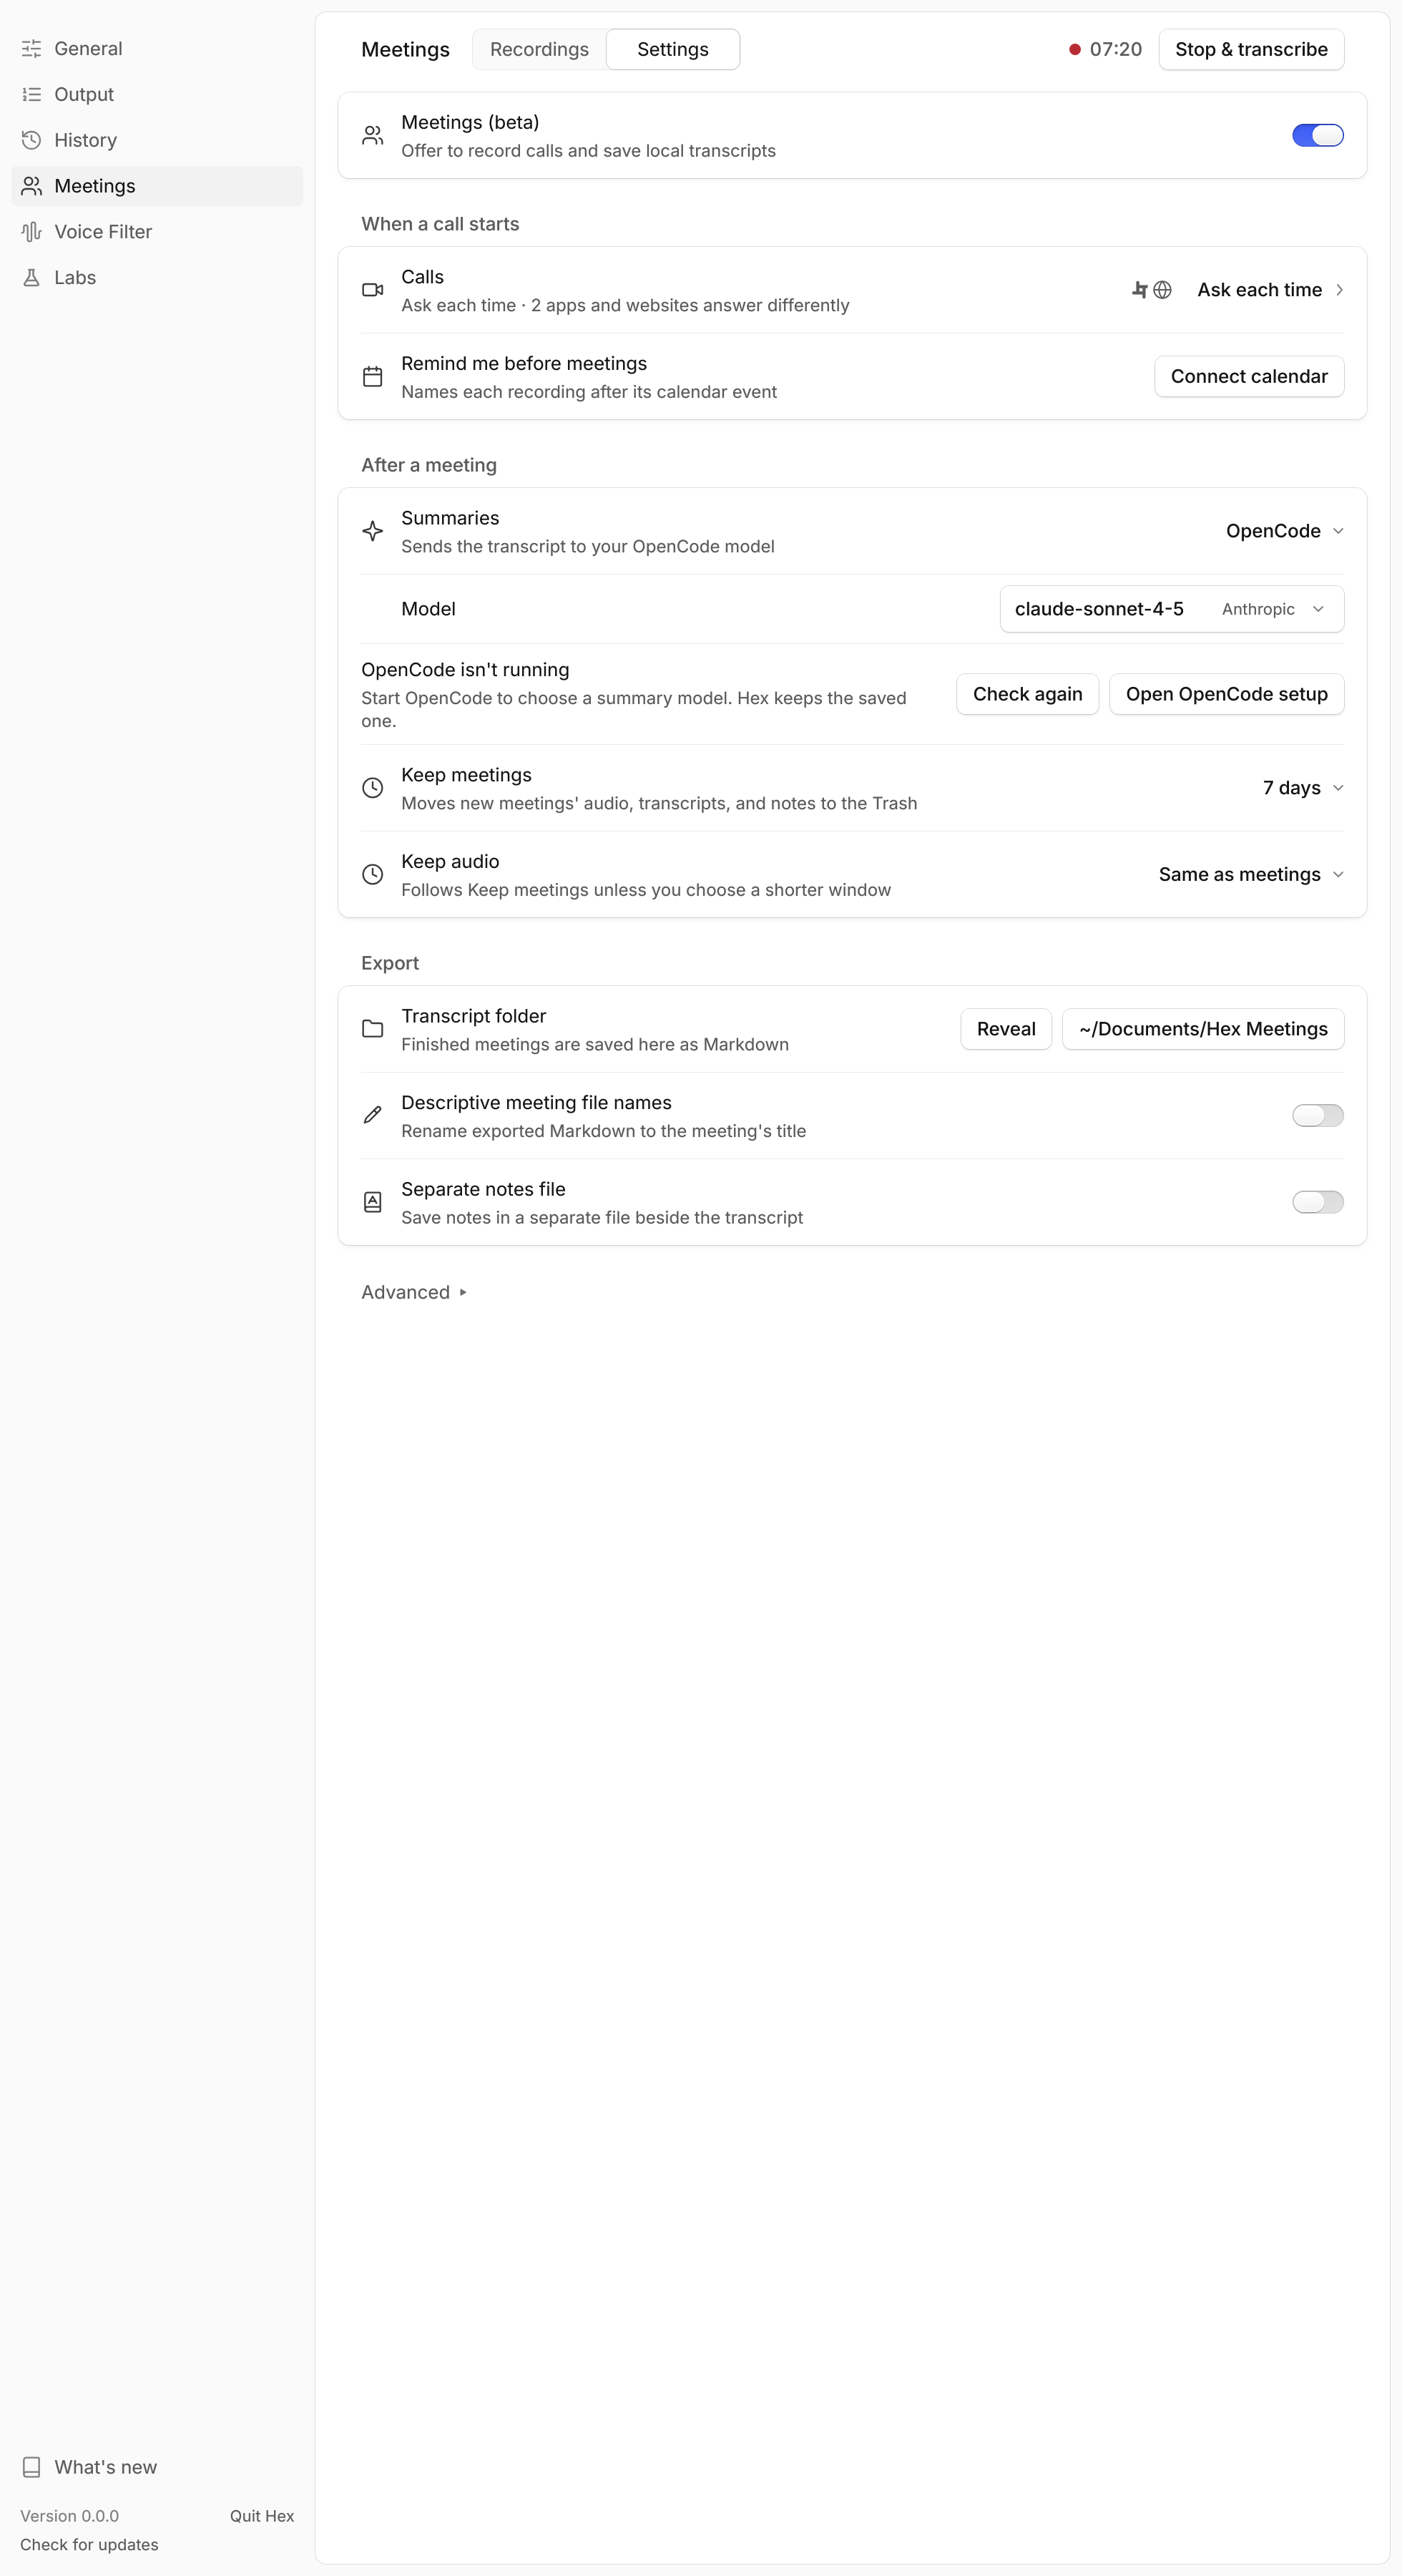 General
Output
History
Meetings
Voice Filter
Labs
What's new
Version 0.0.0
Quit Hex
Check for updates
Meetings
Recordings
Settings
07:20
Stop & transcribe
Meetings (beta)
Offer to record calls and save local transcripts
When a call starts
Calls
Ask each time · 2 apps and websites answer differently
Ask each time
Remind me before meetings
Names each recording after its calendar event
Connect calendar
After a meeting
Summaries
Sends the transcript to your OpenCode model
OpenCode
Model
claude-sonnet-4-5
Anthropic
OpenCode isn't running
Start OpenCode to choose a summary model. Hex keeps the saved
one.
Check again
Open OpenCode setup
Keep meetings
Moves new meetings' audio, transcripts, and notes to the Trash
7 days
Keep audio
Follows Keep meetings unless you choose a shorter window
Same as meetings
Export
Transcript folder
Finished meetings are saved here as Markdown
Reveal
~/Documents/Hex Meetings
Descriptive meeting file names
Rename exported Markdown to the meeting's title
Separate notes file
Save notes in a separate file beside the transcript
Advanced